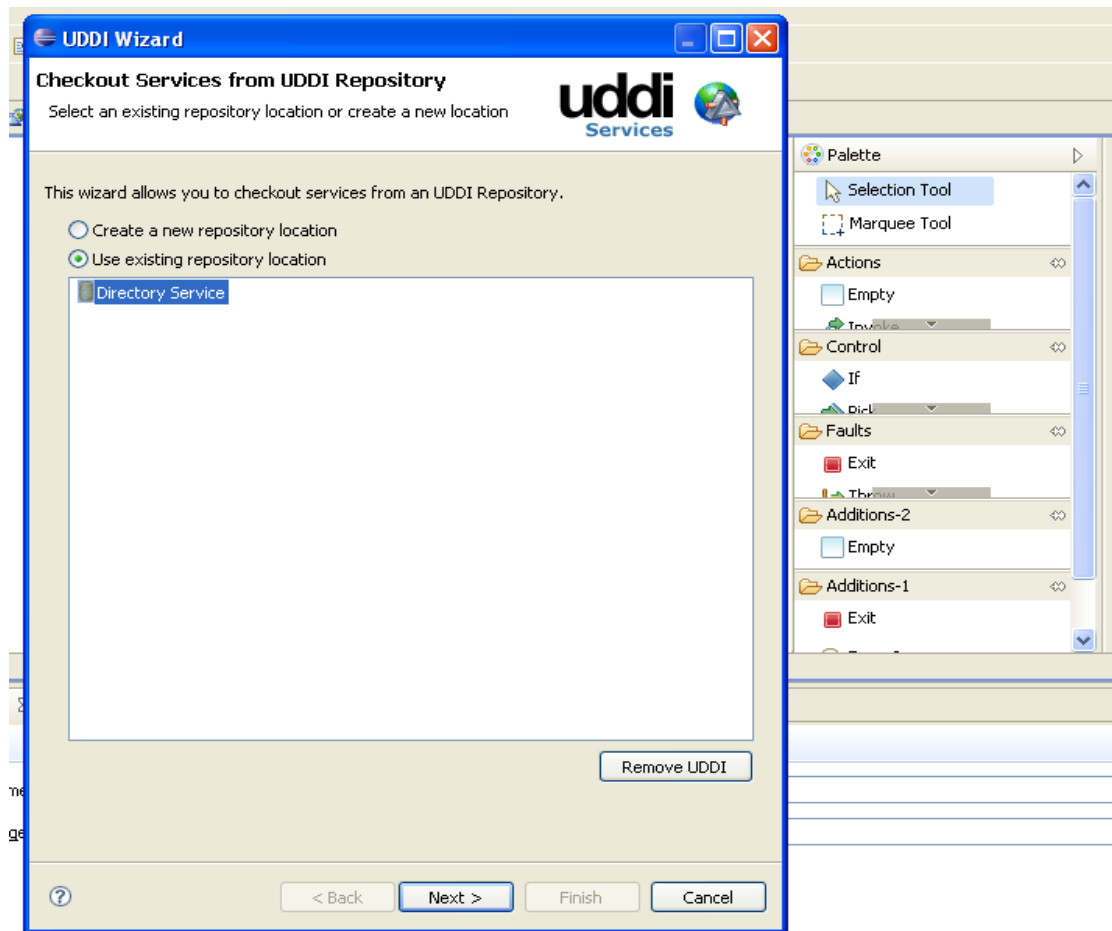 UDDI Wizard
Checkout Services from UDDI Repository
Select an existing repository location or create a new location
uddi
Services
This wizard allows you to checkout services from an UDDI Repository.
Create a new repository location
Use existing repository location
Directory Service
Remove UDDI
< Back
Next >
Finish
Cancel
Palette
Selection Tool
Marquee Tool
Actions
Empty
Invoke
Control
If
Pick
Faults
Exit
Throw
Additions-2
Empty
Additions-1
Exit